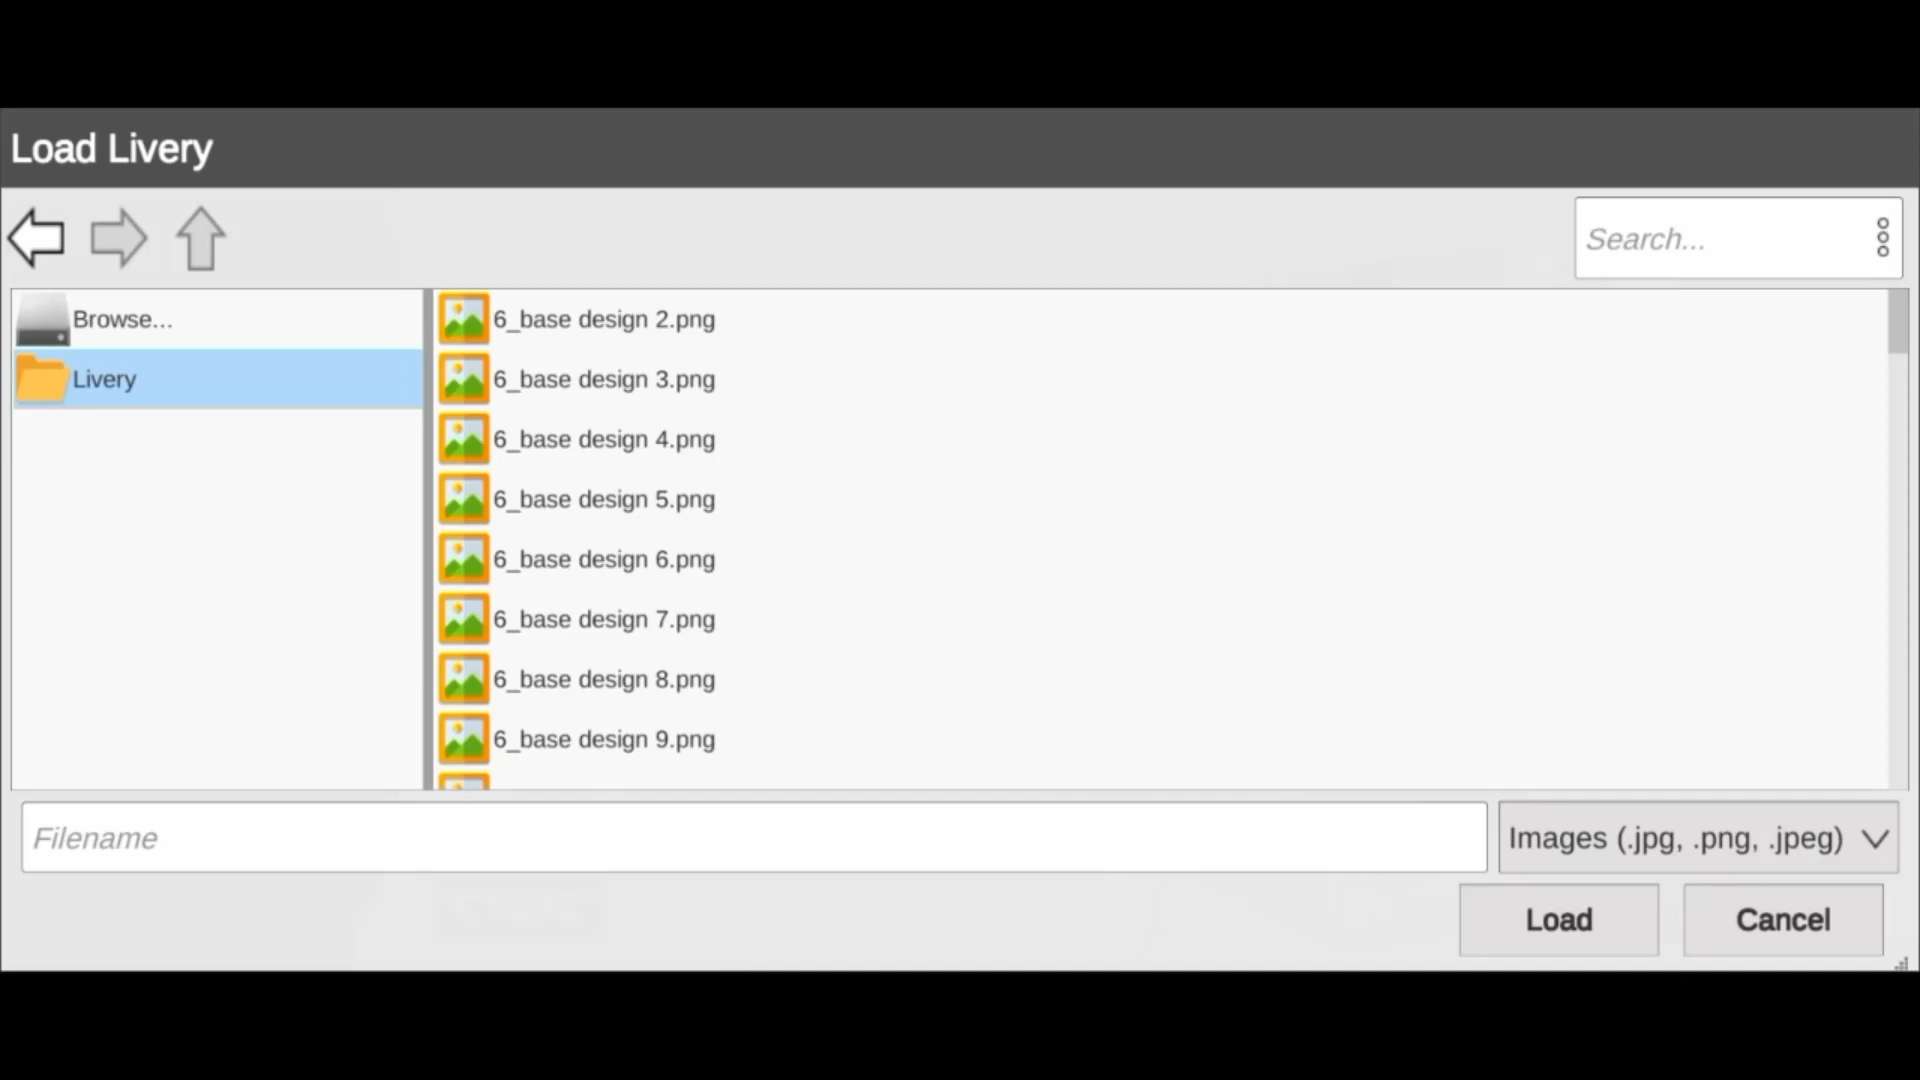 Load Livery
Search...
Browse...
Livery
6_base design 2.png
6_base design 3.png
6_base design 4.png
6_base design 5.png
6_base design 6.png
6_base design 7.png
6_base design 8.png
6_base design 9.png
Filename
Images (.jpg, .png, .jpeg)
Load
Cancel